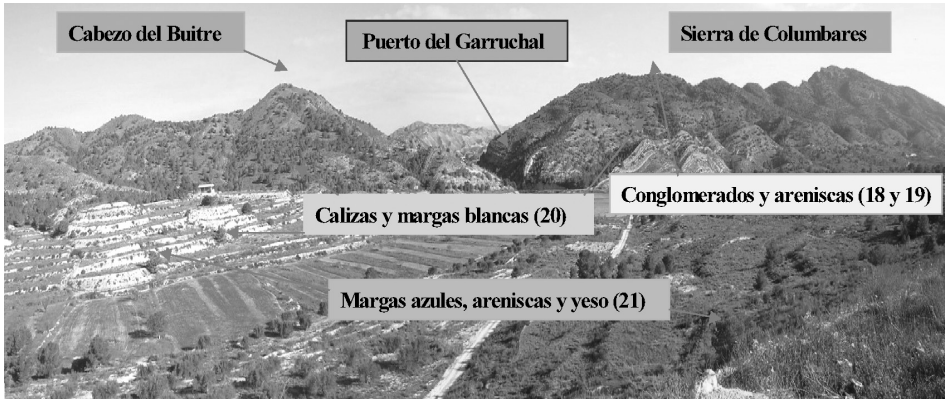 Cabezo del Buitre
Puerto del Garruchal
Sierra de Columbares
Conglomerados y areniscas (18 y 19)
Calizas y margas blancas (20)
Margas azules, areniscas y yeso (21)